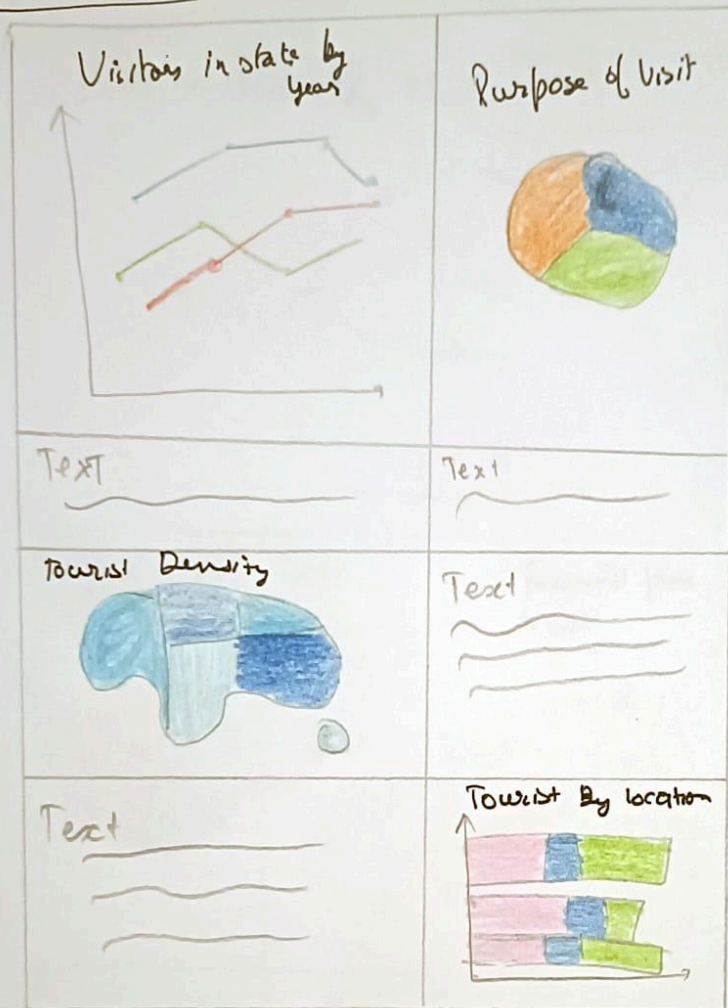 Visitors in state by
year
Purpose of Visit
Text
Text
Tourist Density
Text
Text
Tourist By location